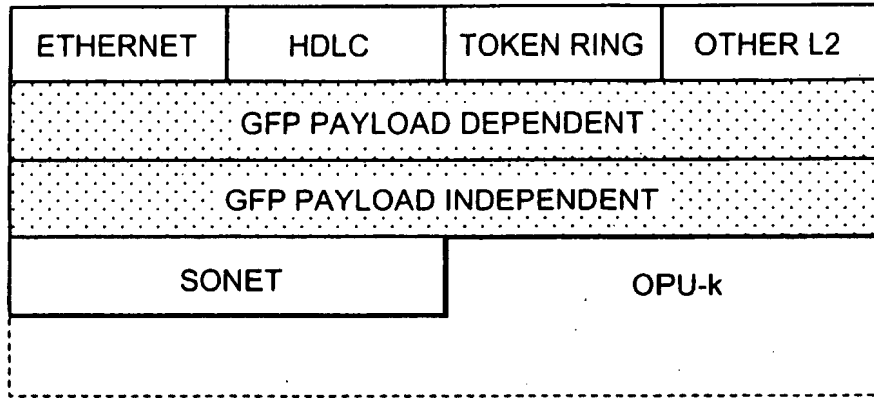 ETHERNET HDLC TOKEN RING OTHER L2
GFP PAYLOAD DEPENDENT
GFP PAYLOAD INDEPENDENT
SONET OPU-k